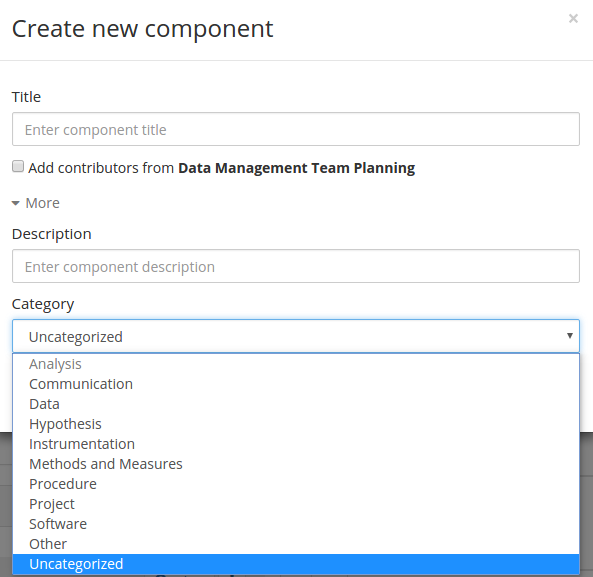 Create new component
×
Title
Enter component title
Add contributors from Data Management Team Planning
More
Description
Enter component description
Category
Uncategorized
Analysis
Communication
Data
Hypothesis
Instrumentation
Methods and Measures
Procedure
Project
Software
Other
Uncategorized